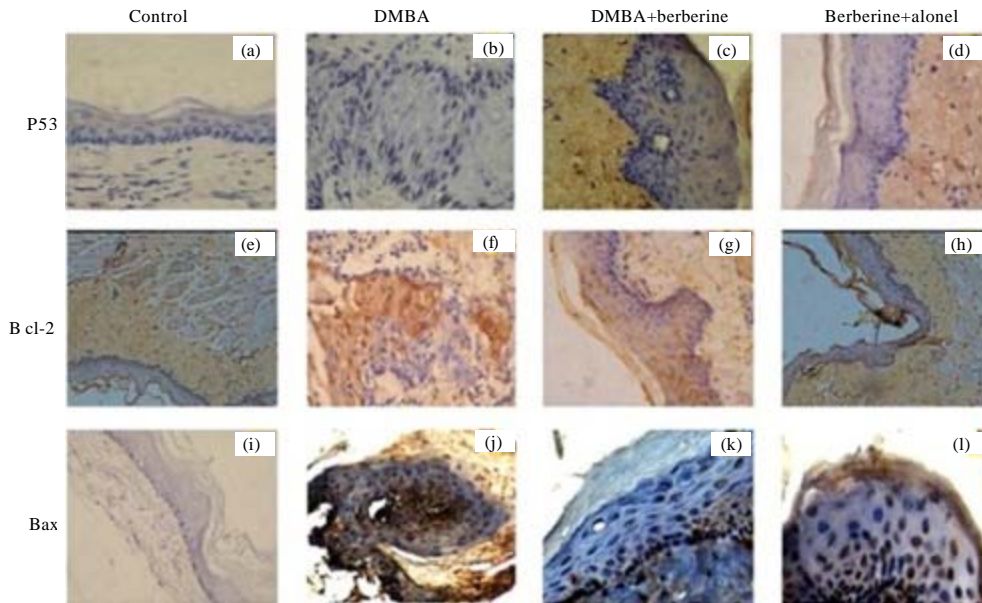 Control DMBA DMBA+berberine Berberine+alonel
P53 (a) (b) (c) (d)
B cl-2 (e) (f) (g) (h)
Bax (i) (j) (k) (l)